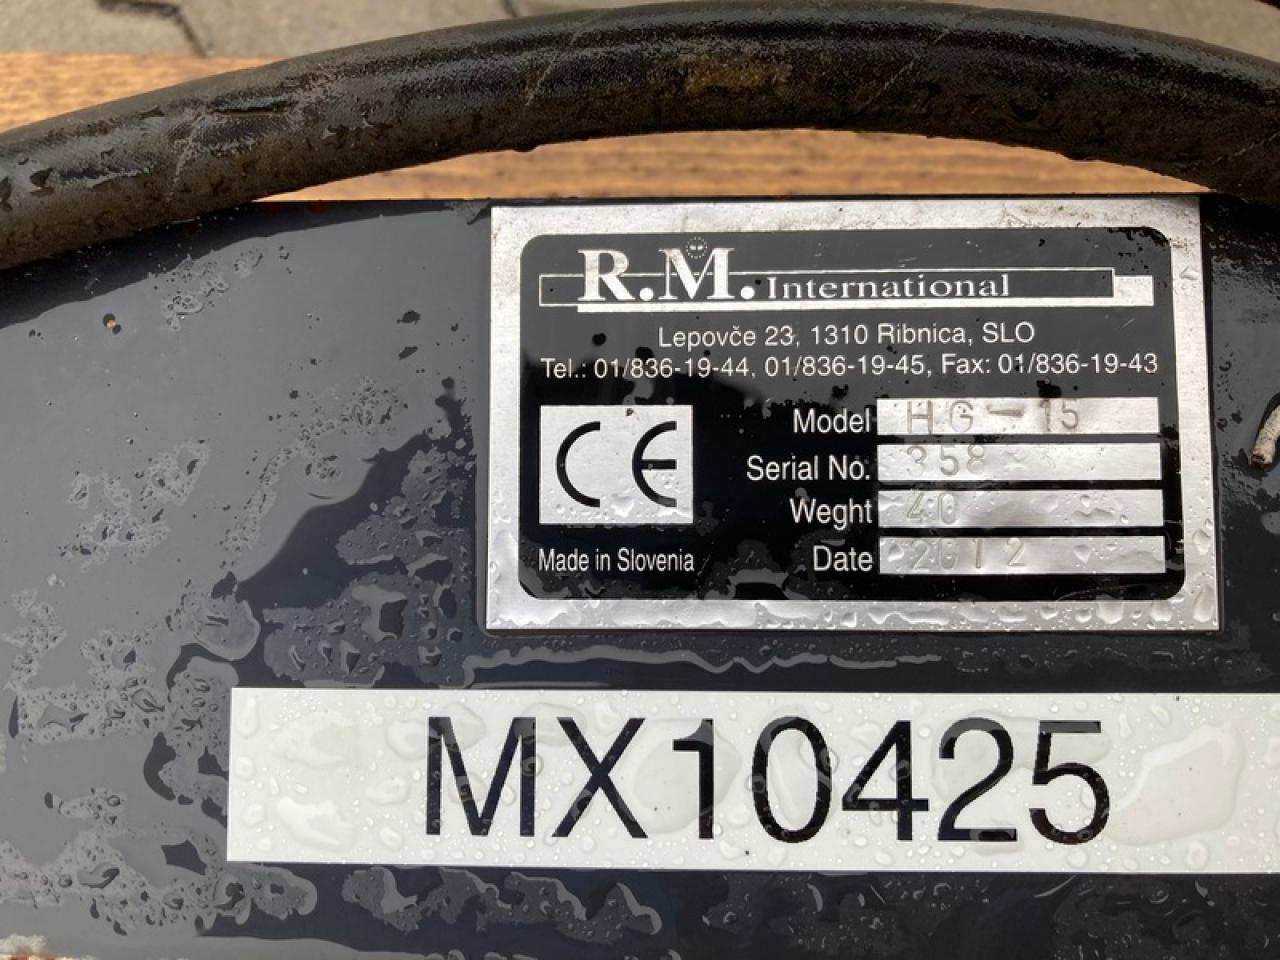 R.M. International
Lepovče 23, 1310 Ribnica, SLO
Tel.: 01/836-19-44, 01/836-19-45, Fax: 01/836-19-43
CE
Made in Slovenia
Model HG-15
Serial No. 358
Weght 40
Date 2012
MX10425